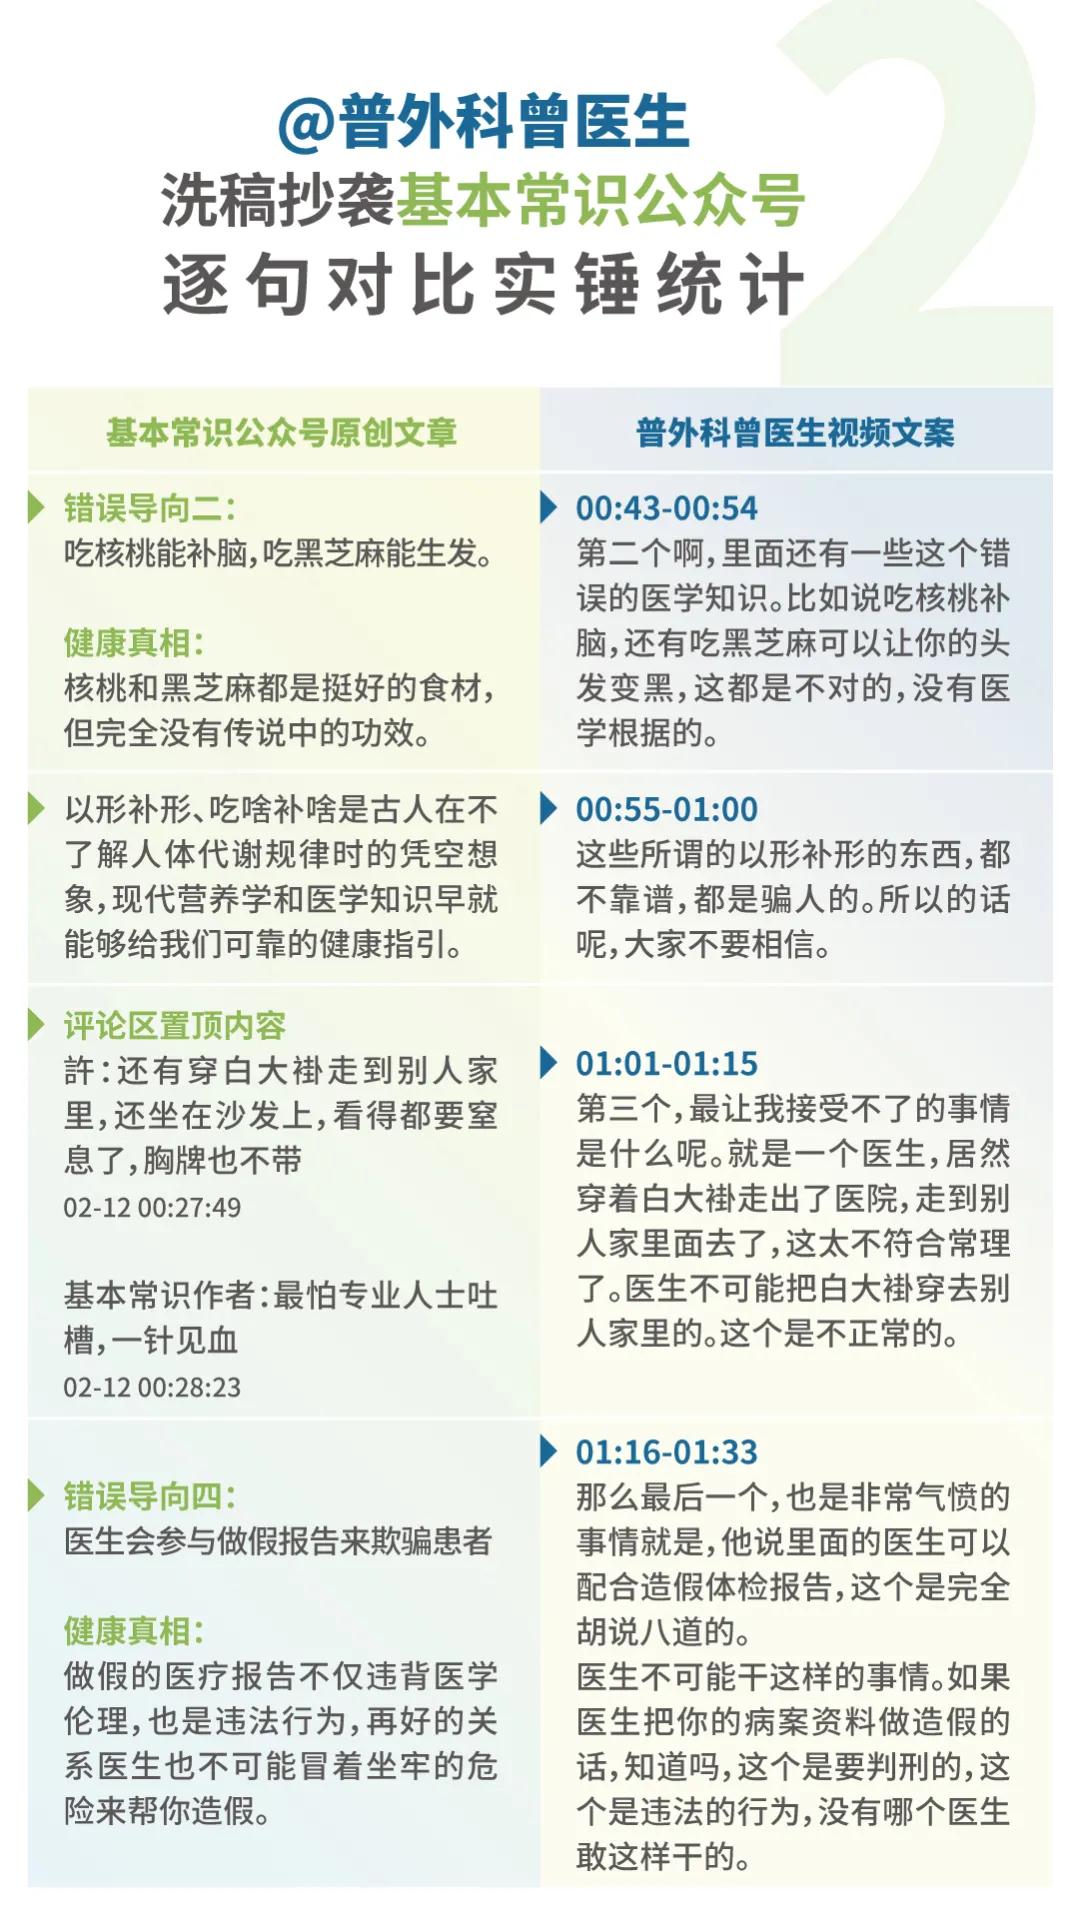 2
@普外科曾医生
洗稿抄袭基本常识公众号
逐句对比实锤统计
基本常识公众号原创文章
普外科曾医生视频文案
错误导向二：
吃核桃能补脑，吃黑芝麻能生发。
健康真相：
核桃和黑芝麻都是挺好的食材，
但完全没有传说中的功效。
00:43-00:54
第二个啊，里面还有一些这个错
误的医学知识。比如说吃核桃补
脑，还有吃黑芝麻可以让你的头
发变黑，这都是不对的，没有医
学根据的。
以形补形、吃啥补啥是古人在不
了解人体代谢规律时的凭空想
象，现代营养学和医学知识早就
能够给我们可靠的健康指引。
00:55-01:00
这些所谓的以形补形的东西，都
不靠谱，都是骗人的。所以的话
呢，大家不要相信。
评论区置顶内容
許：还有穿白大褂走到别人家
里，还坐在沙发上，看得都要窒
息了，胸牌也不带
02-12 00:27:49
基本常识作者：最怕专业人士吐
槽，一针见血
02-12 00:28:23
01:01-01:15
第三个，最让我接受不了的事情
是什么呢。就是一个医生，居然
穿着白大褂走出了医院，走到别
人家里面去了，这太不符合常理
了。医生不可能把白大褂穿去别
人家里的。这个是不正常的。
错误导向四：
医生会参与做假报告来欺骗患者
健康真相：
做假的医疗报告不仅违背医学
伦理，也是违法行为，再好的关
系医生也不可能冒着坐牢的危
险来帮你造假。
01:16-01:33
那么最后一个，也是非常气愤的
事情就是，他说里面的医生可以
配合造假体检报告，这个是完全
胡说八道的。
医生不可能干这样的事情。如果
医生把你的病案资料做造假的
话，知道吗，这个是要判刑的，这
个是违法的行为，没有哪个医生
敢这样干的。